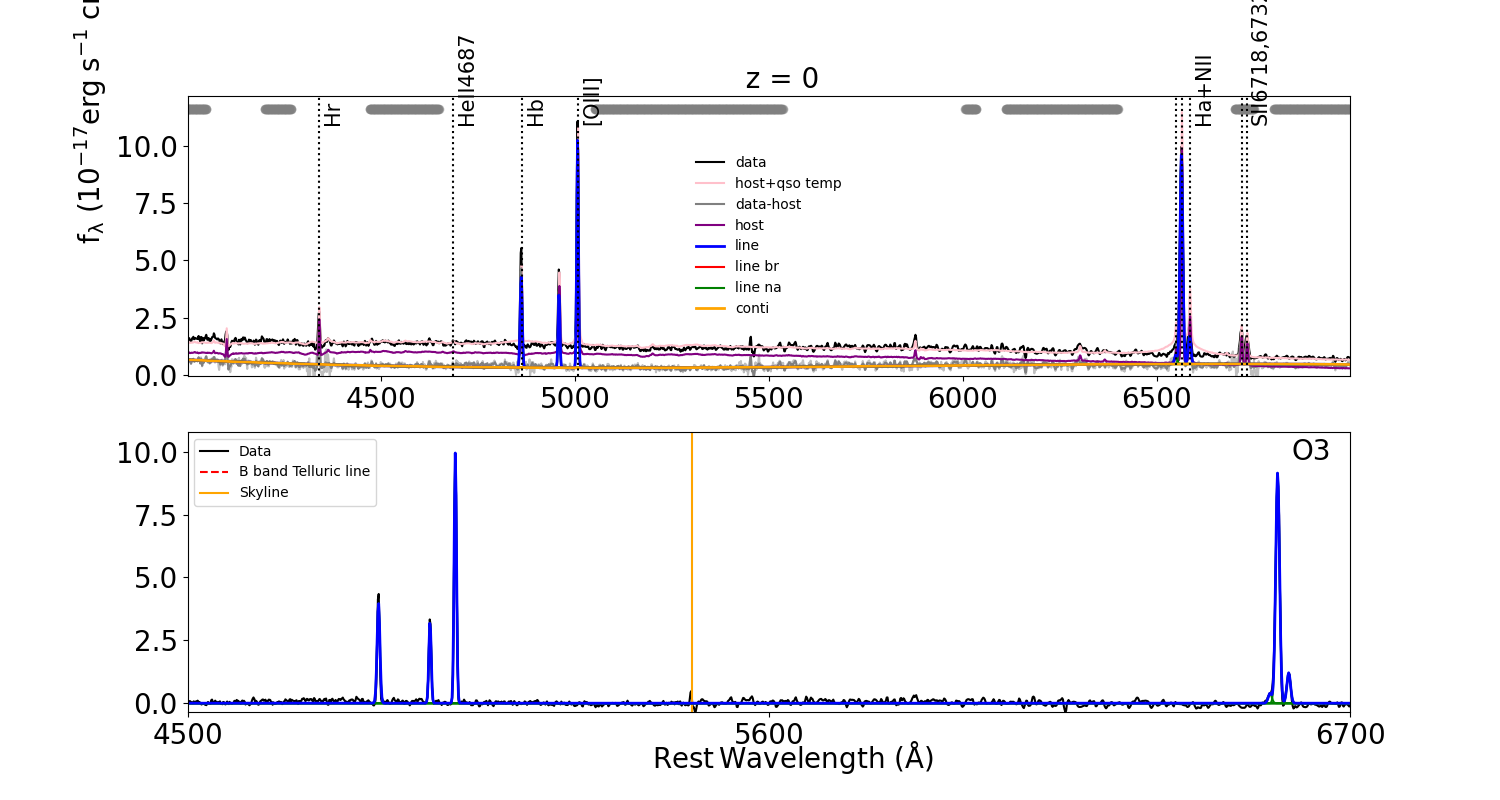 z = 0
Hr
HeII4687
Hb
[OIII]
Ha+NII
SII6718,6732
f_λ (10^−17 erg s^−1 c
10.0
7.5
5.0
2.5
0.0
data
host+qso temp
data-host
host
line
line br
line na
conti
4500
5000
5500
6000
6500
Data
B band Telluric line
Skyline
O3
10.0
7.5
5.0
2.5
0.0
4500
5600
6700
Rest Wavelength (Å)